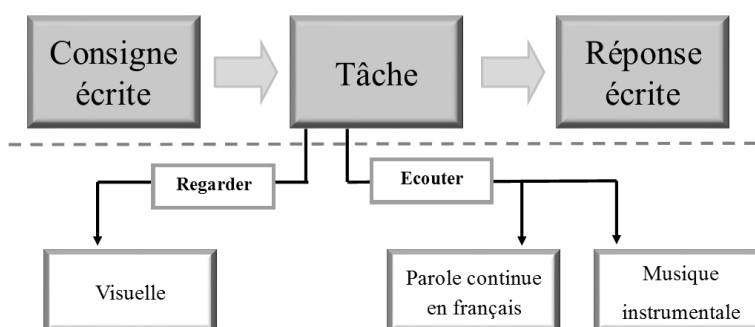 Consigne
écrite
Tâche
Réponse
écrite
Regarder
Ecouter
Visuelle
Parole continue
en français
Musique
instrumentale